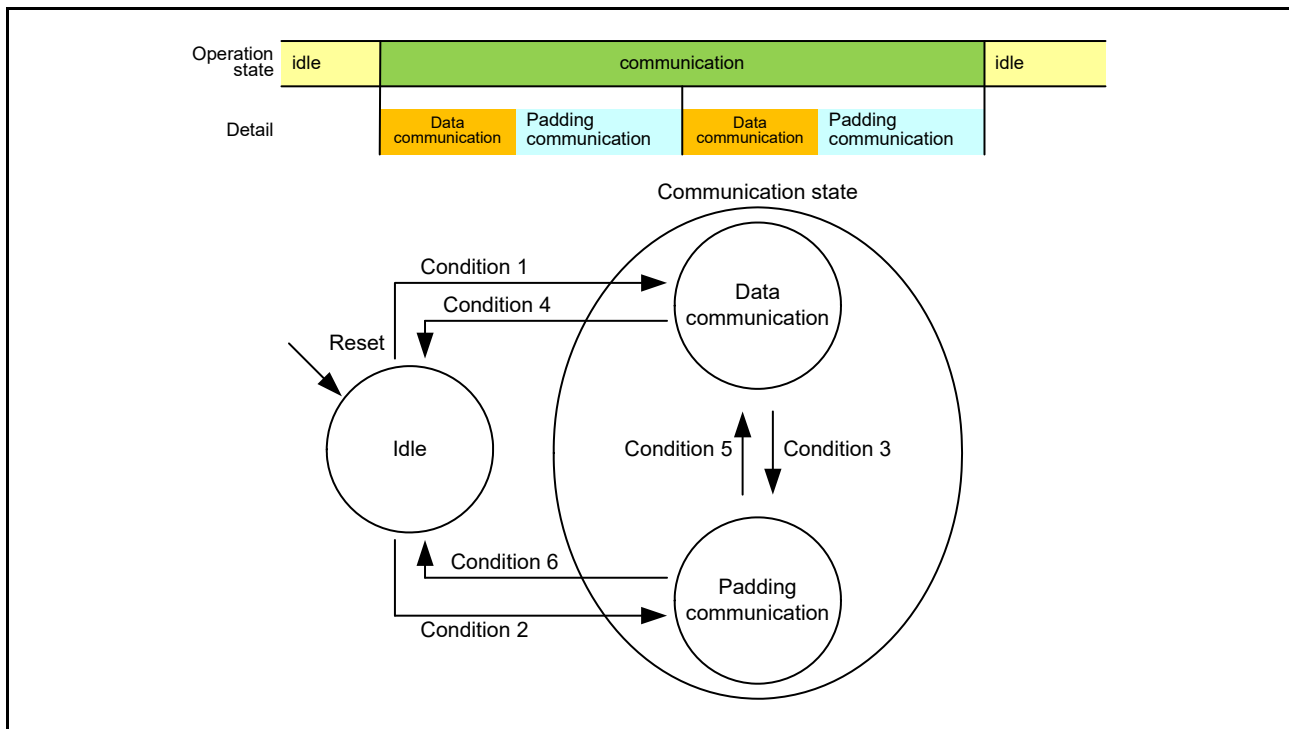 Operation
state
idle
communication
idle
Detail
Data
communication
Padding
communication
Data
communication
Padding
communication
Communication state
Condition 1
Condition 4
Data
communication
Reset
Idle
Condition 5
Condition 3
Condition 6
Condition 2
Padding
communication